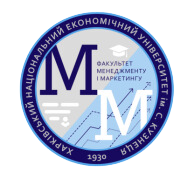 ХАРКІВСЬКИЙ НАЦІОНАЛЬНИЙ ЕКОНОМІЧНИЙ УНІВЕРСИТЕТ ім. С. КУЗНЕЦЯ
ФАКУЛЬТЕТ
МЕНЕДЖМЕНТУ
І МАРКЕТИНГУ
М
М
1930